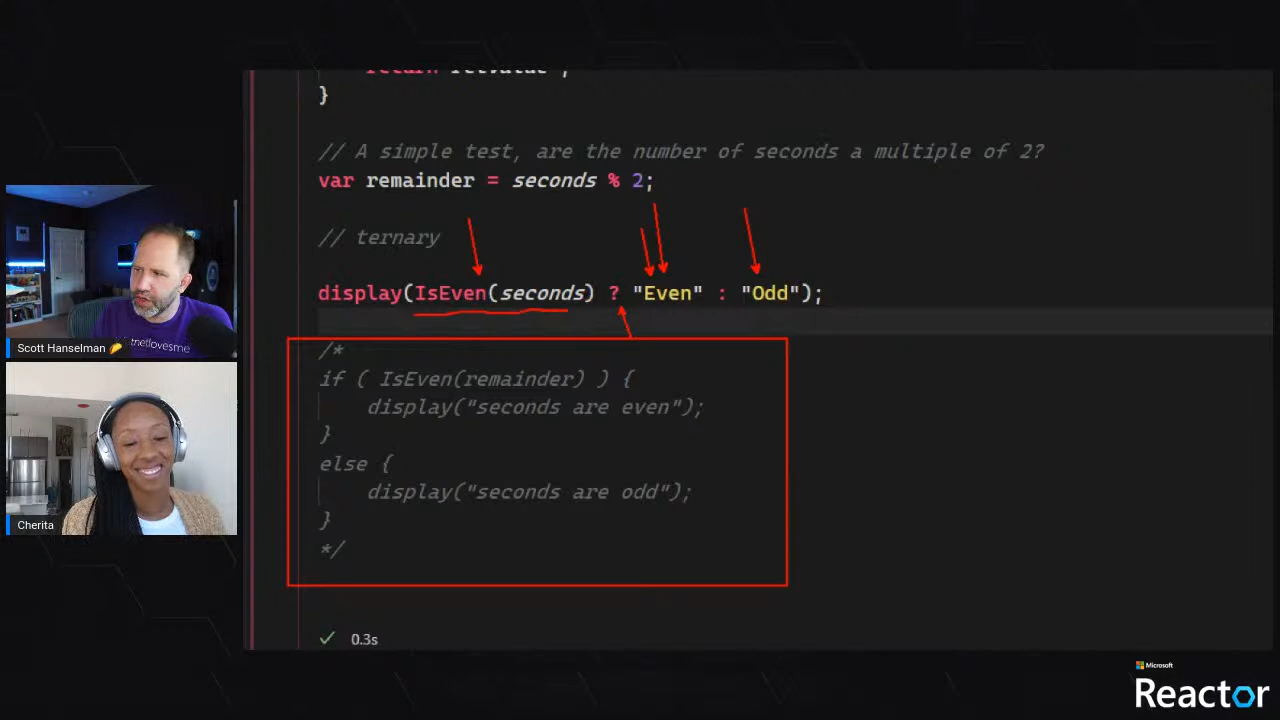 }
// A simple test, are the number of seconds a multiple of 2?
var remainder = seconds % 2;
// ternary
display(IsEven(seconds) ? "Even" : "Odd");
/*
if ( IsEven(remainder) ) {
display("seconds are even");
}
else {
display("seconds are odd");
}
*/
0.3s
tnetlovesme
Scott Hanselman
Cherita
Microsoft
Reactor